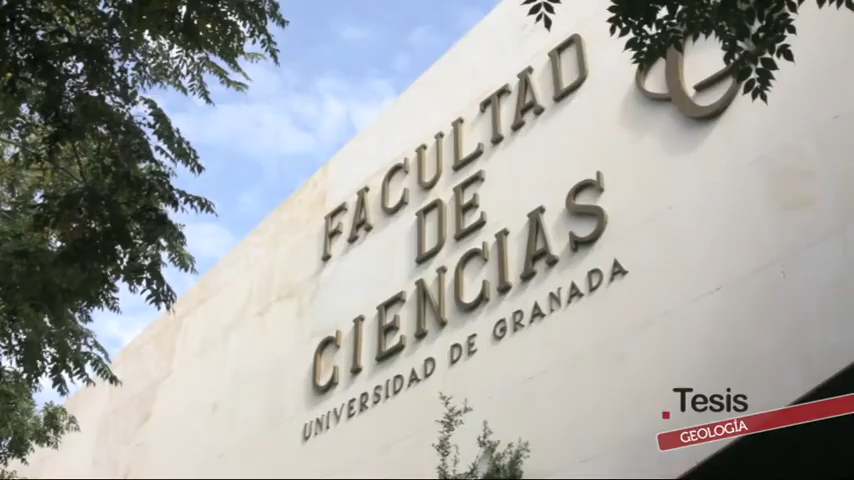 FACULTAD
DE
CIENCIAS
UNIVERSIDAD DE GRANADA
.Tesis
GEOLOGÍA